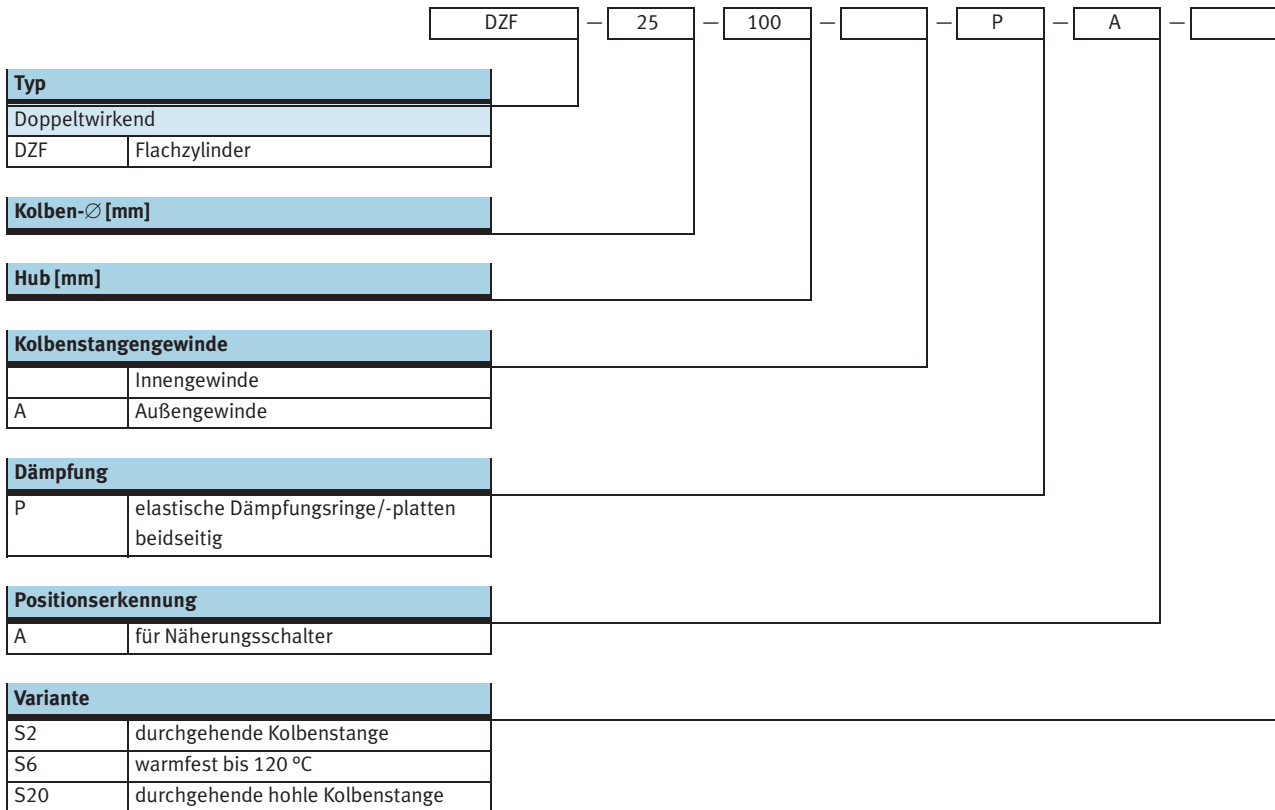 DZF — 25 — 100 — — P — A —
Typ
Doppeltwirkend
DZF Flachzylinder
Kolben-∅ [mm]
Hub [mm]
Kolbenstangengewinde
Innengewinde
A Außengewinde
Dämpfung
P elastische Dämpfungsringe/-platten
beidseitig
Positionserkennung
A für Näherungsschalter
Variante
S2 durchgehende Kolbenstange
S6 warmfest bis 120 °C
S20 durchgehende hohle Kolbenstange